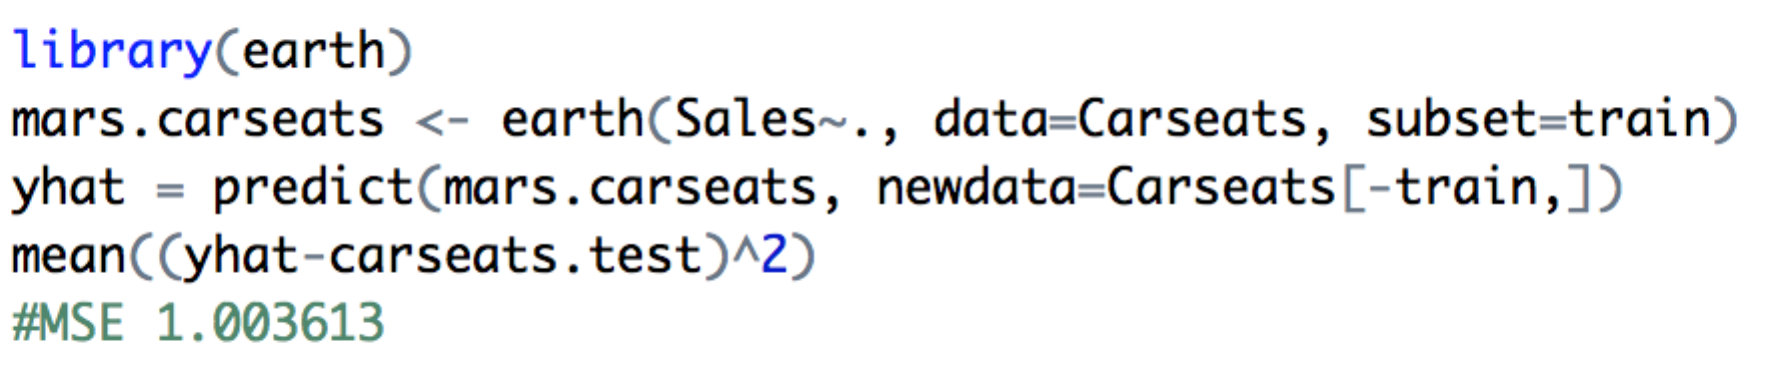 library(earth)
mars.carseats <- earth(Sales~., data=Carseats, subset=train)
yhat = predict(mars.carseats, newdata=Carseats[-train,])
mean((yhat-carseats.test)^2)
#MSE 1.003613